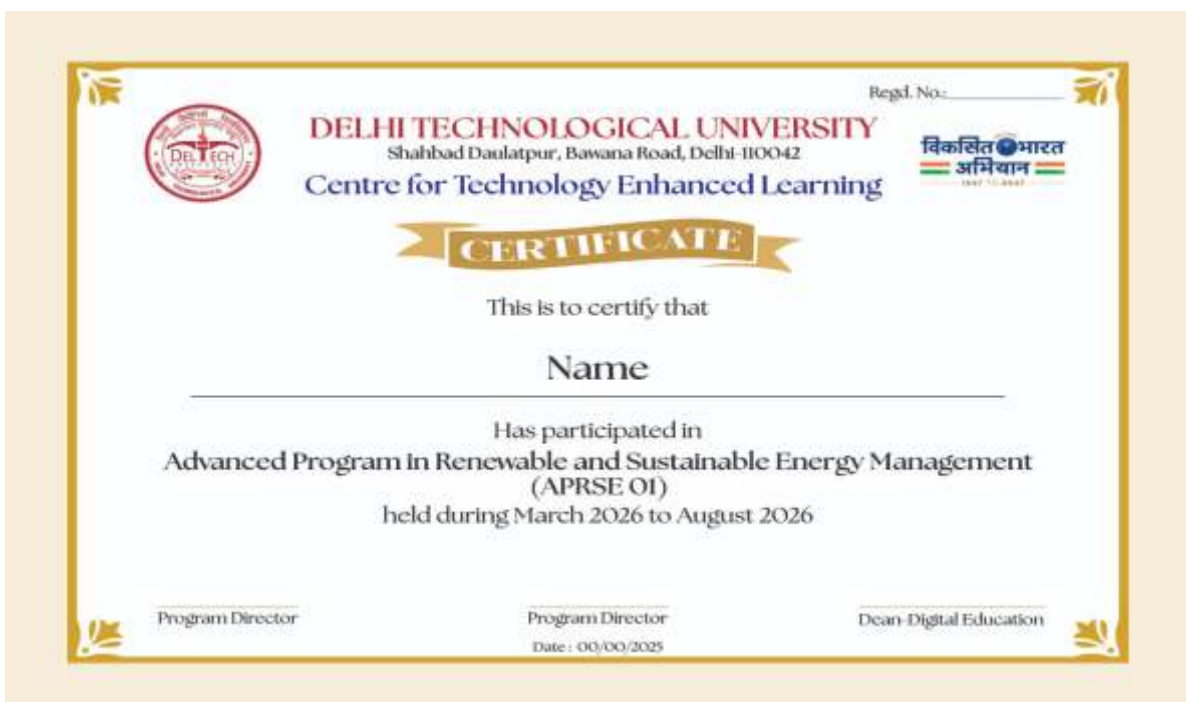 Regd. No.:
DELHI TECHNOLOGICAL UNIVERSITY
Shahbad Daulatpur, Bawana Road, Delhi-110042
Centre for Technology Enhanced Learning
DELTECH
विकसित भारत
अभियान
CERTIFICATE
This is to certify that
Name
Has participated in
Advanced Program in Renewable and Sustainable Energy Management
(APRSE 01)
held during March 2026 to August 2026
Program Director
Program Director
Dean-Digital Education
Date : 00/00/2025